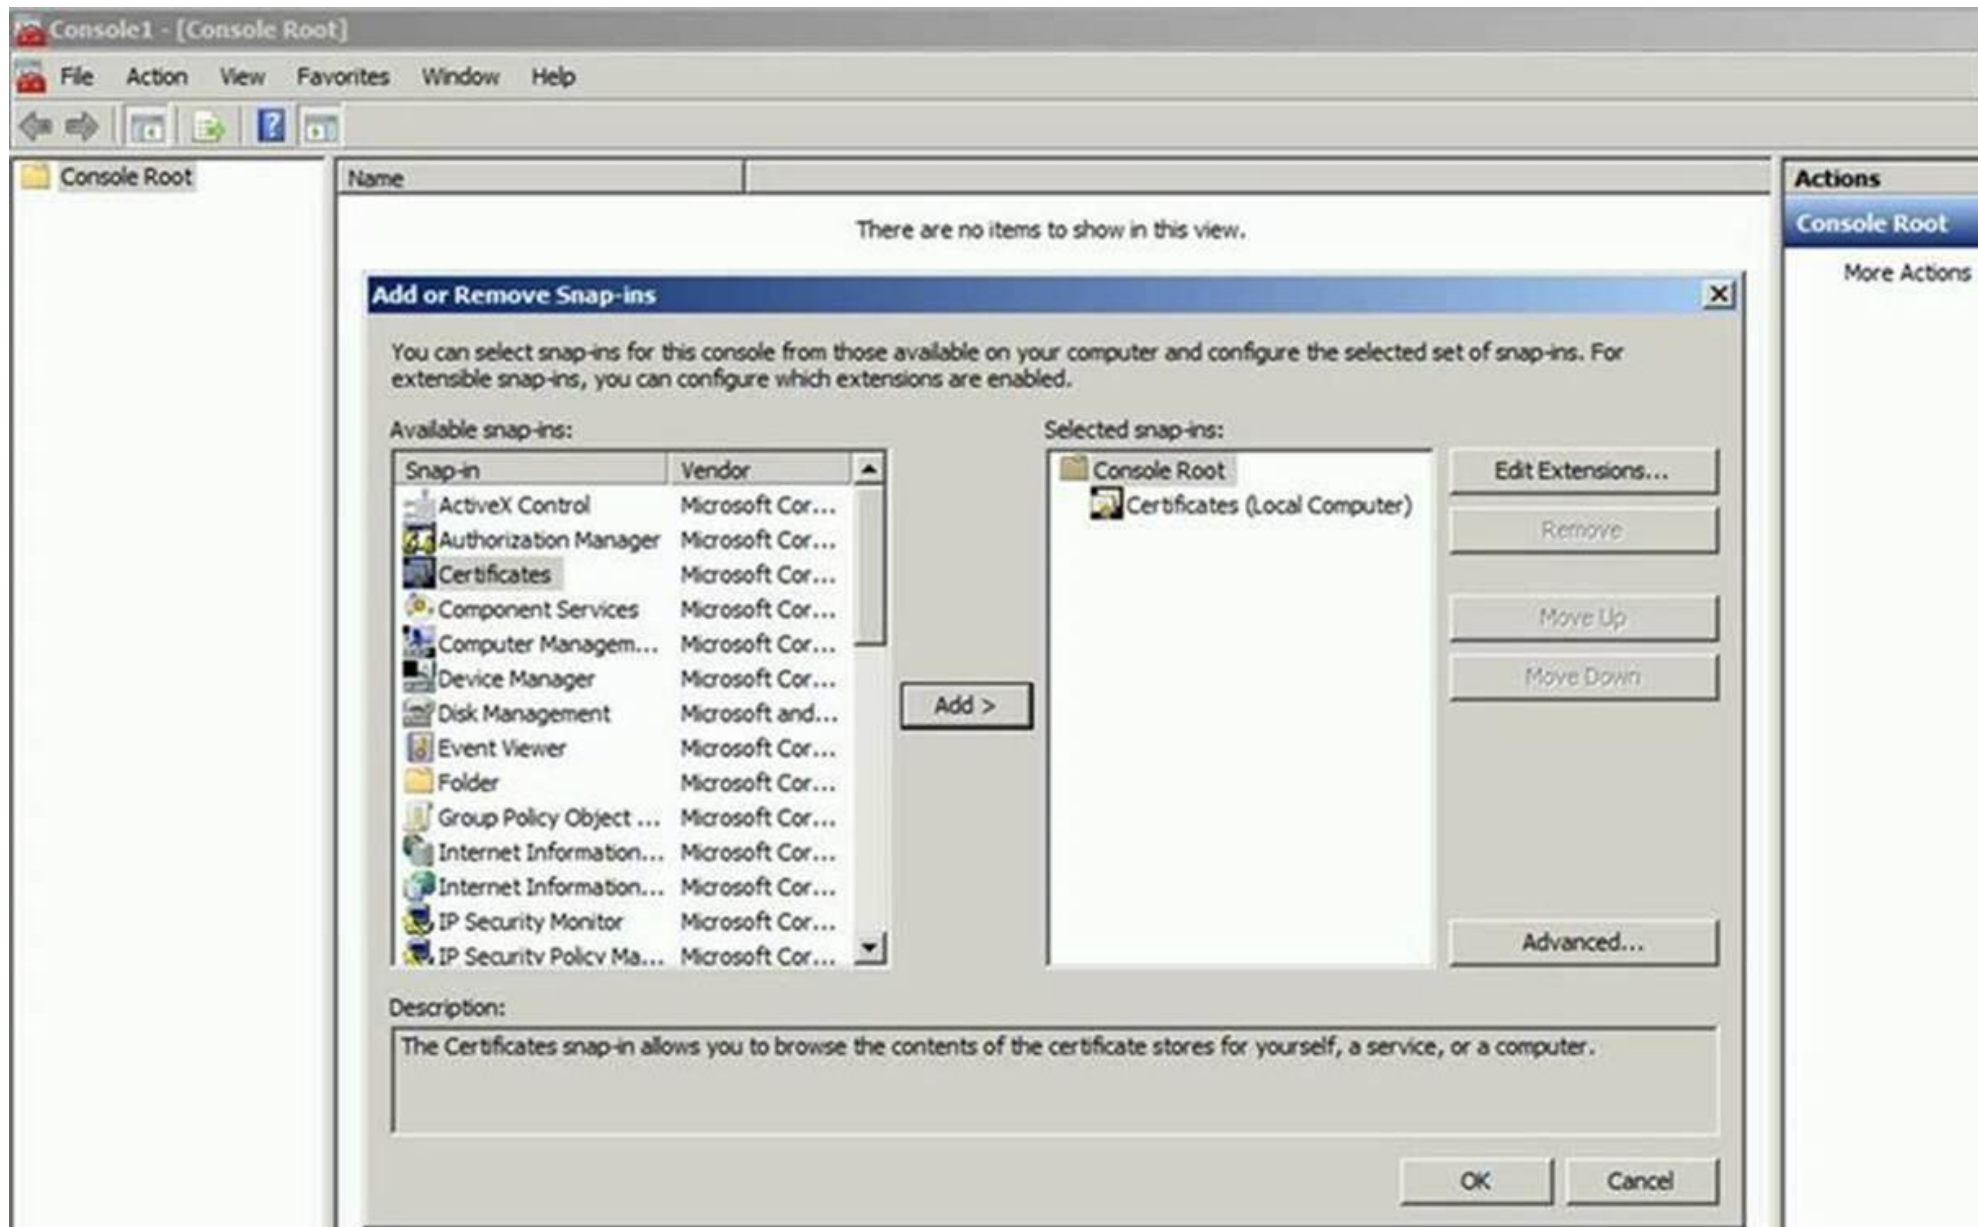 Console1 - [Console Root]
File Action View Favorites Window Help
Console Root
Name
There are no items to show in this view.
Actions
Console Root
More Actions
Add or Remove Snap-ins
You can select snap-ins for this console from those available on your computer and configure the selected set of snap-ins. For
extensible snap-ins, you can configure which extensions are enabled.
Available snap-ins:
Snap-in Vendor
ActiveX Control Microsoft Cor...
Authorization Manager Microsoft Cor...
Certificates Microsoft Cor...
Component Services Microsoft Cor...
Computer Managem... Microsoft Cor...
Device Manager Microsoft Cor...
Disk Management Microsoft and...
Event Viewer Microsoft Cor...
Folder Microsoft Cor...
Group Policy Object ... Microsoft Cor...
Internet Information... Microsoft Cor...
Internet Information... Microsoft Cor...
IP Security Monitor Microsoft Cor...
IP Security Policy Ma... Microsoft Cor...
Add >
Selected snap-ins:
Console Root
Certificates (Local Computer)
Edit Extensions...
Remove
Move Up
Move Down
Advanced...
Description:
The Certificates snap-in allows you to browse the contents of the certificate stores for yourself, a service, or a computer.
OK Cancel